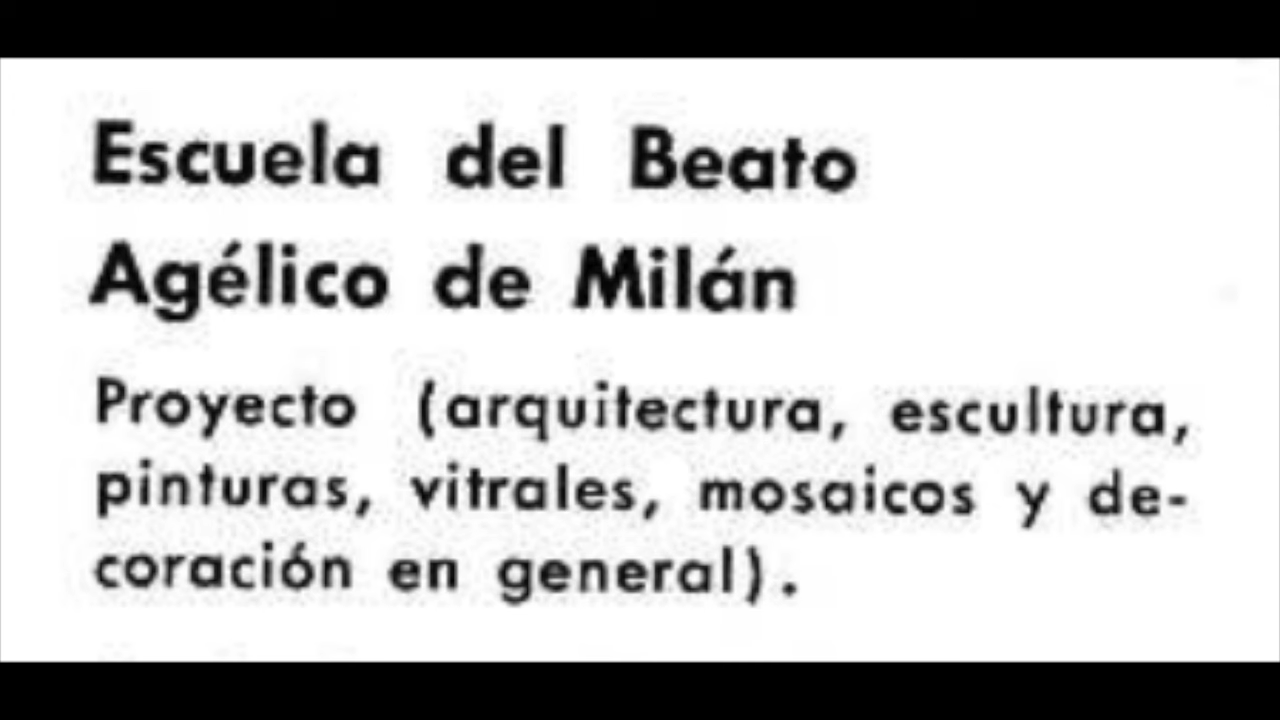 Escuela del Beato
Agélico de Milán
Proyecto (arquitectura, escultura,
pinturas, vitrales, mosaicos y de-
coración en general).